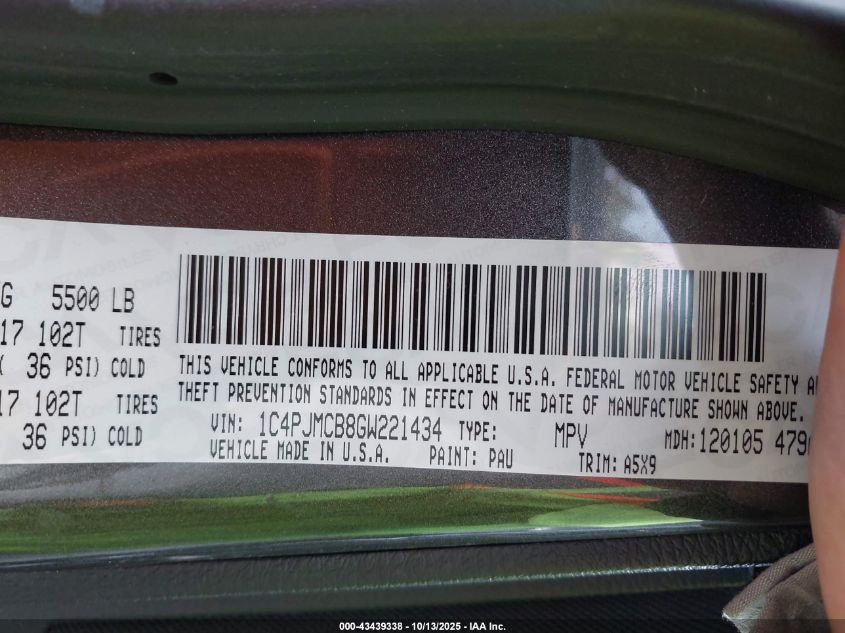 G 5500 LB
17 102T TIRES
( 36 PSI) COLD
17 102T TIRES
36 PSI) COLD
THIS VEHICLE CONFORMS TO ALL APPLICABLE U.S.A. FEDERAL MOTOR VEHICLE SAFETY
THEFT PREVENTION STANDARDS IN EFFECT ON THE DATE OF MANUFACTURE SHOWN ABOVE.
VIN: 1C4PJMCB8GW221434 TYPE: MPV MDH:120105 479
VEHICLE MADE IN U.S.A. PAINT: PAU TRIM: A5X9
000-43439338 - 10/13/2025 - IAA Inc.